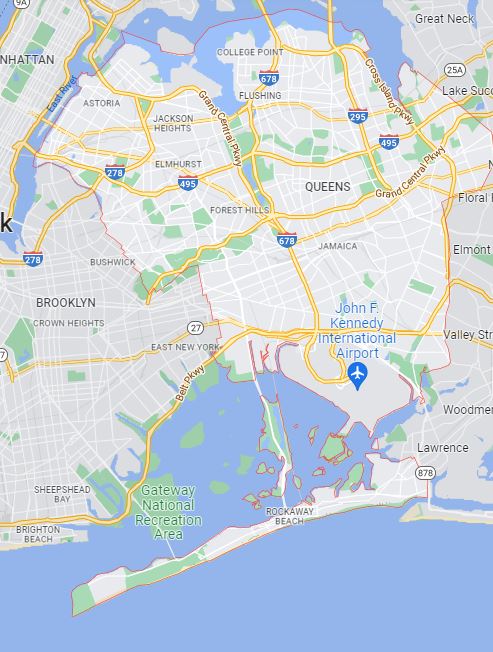 9A
Great Neck
NHATTAN
COLLEGE POINT
678
25A
East River
FLUSHING
Cross Island Pkwy
Lake Suc
ASTORIA
Grand Central Pkwy
295
JACKSON
HEIGHTS
495
ELMHURST
278
495
QUEENS
Grand Central Pkwy
Floral
k
FOREST HILLS
678
JAMAICA
Elmont
278
BUSHWICK
BROOKLYN
John F.
Kennedy
International
Airport
CROWN HEIGHTS
27
Valley Str
EAST NEW YORK
Belt Pkwy
Woodme
Lawrence
878
SHEEPSHEAD
BAY
Gateway
National
Recreation
Area
ROCKAWAY
BEACH
BRIGHTON
BEACH